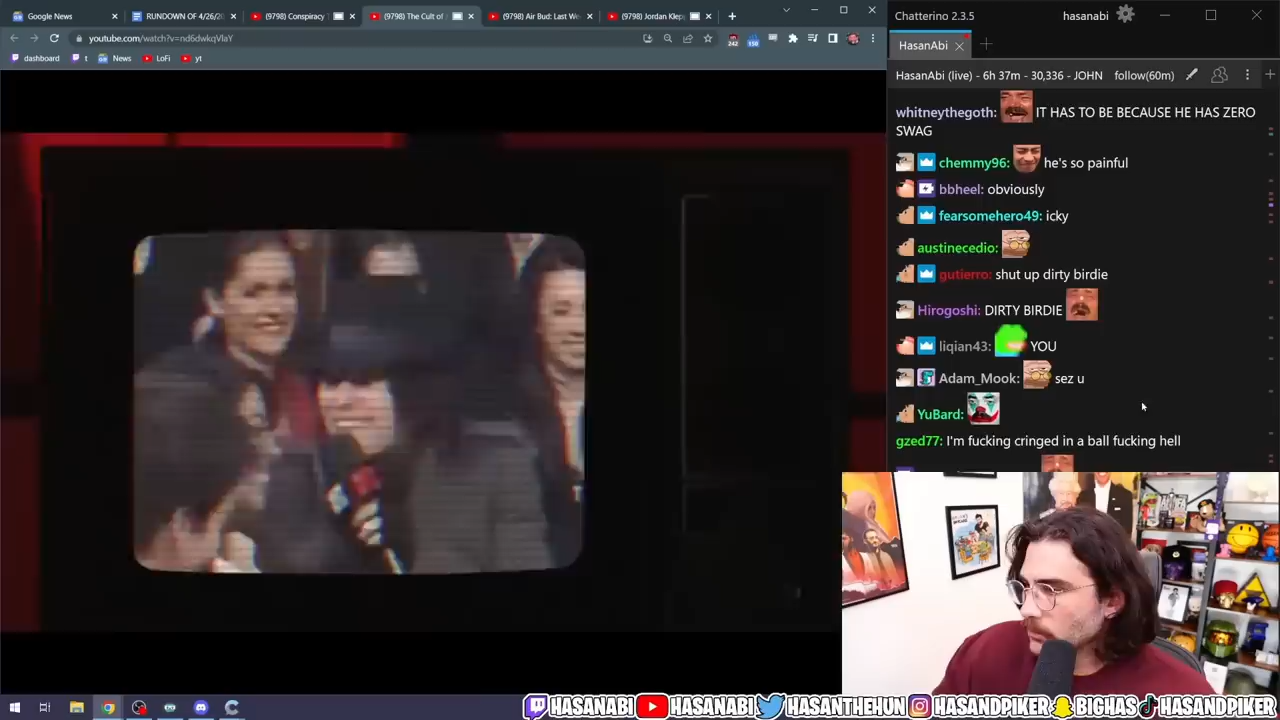 Google News
RUNDOWN OF 4/26/20
(9798) Conspiracy
(9798) The Cult of
(9798) Air Bud: Last We
(9798) Jordan Klep
youtube.com/watch?v=nd6dwkqVlaY
dashboard
t
News
LoFi
yt
Chatterino 2.3.5
hasanabi
HasanAbi
HasanAbi (live) - 6h 37m - 30,336 - JOHN
follow(60m)
whitneythegoth: IT HAS TO BE BECAUSE HE HAS ZERO
SWAG
chemmy96: he's so painful
bbheel: obviously
fearsomehero49: icky
austinecedio:
gutierro: shut up dirty birdie
Hirogoshi: DIRTY BIRDIE
liqian43: YOU
Adam_Mook: sez u
YuBard:
gzed77: I'm fucking cringed in a ball fucking hell
HASANABI HASANABI HASANTHEHUN HASANDPIKER BIGHAS HASANDPIKER